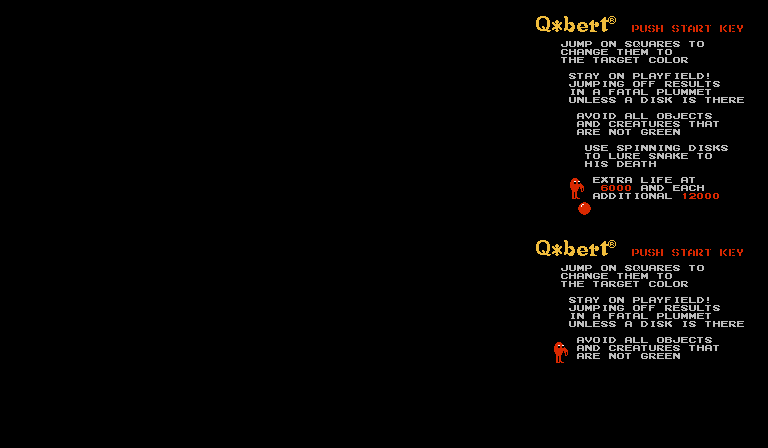 Q*bert® PUSH START KEY
JUMP ON SQUARES TO
CHANGE THEM TO
THE TARGET COLOR
STAY ON PLAYFIELD!
JUMPING OFF RESULTS
IN A FATAL PLUMMET
UNLESS A DISK IS THERE
AVOID ALL OBJECTS
AND CREATURES THAT
ARE NOT GREEN
USE SPINNING DISKS
TO LURE SNAKE TO
HIS DEATH
EXTRA LIFE AT
6000 AND EACH
ADDITIONAL 12000
Q*bert® PUSH START KEY
JUMP ON SQUARES TO
CHANGE THEM TO
THE TARGET COLOR
STAY ON PLAYFIELD!
JUMPING OFF RESULTS
IN A FATAL PLUMMET
UNLESS A DISK IS THERE
AVOID ALL OBJECTS
AND CREATURES THAT
ARE NOT GREEN